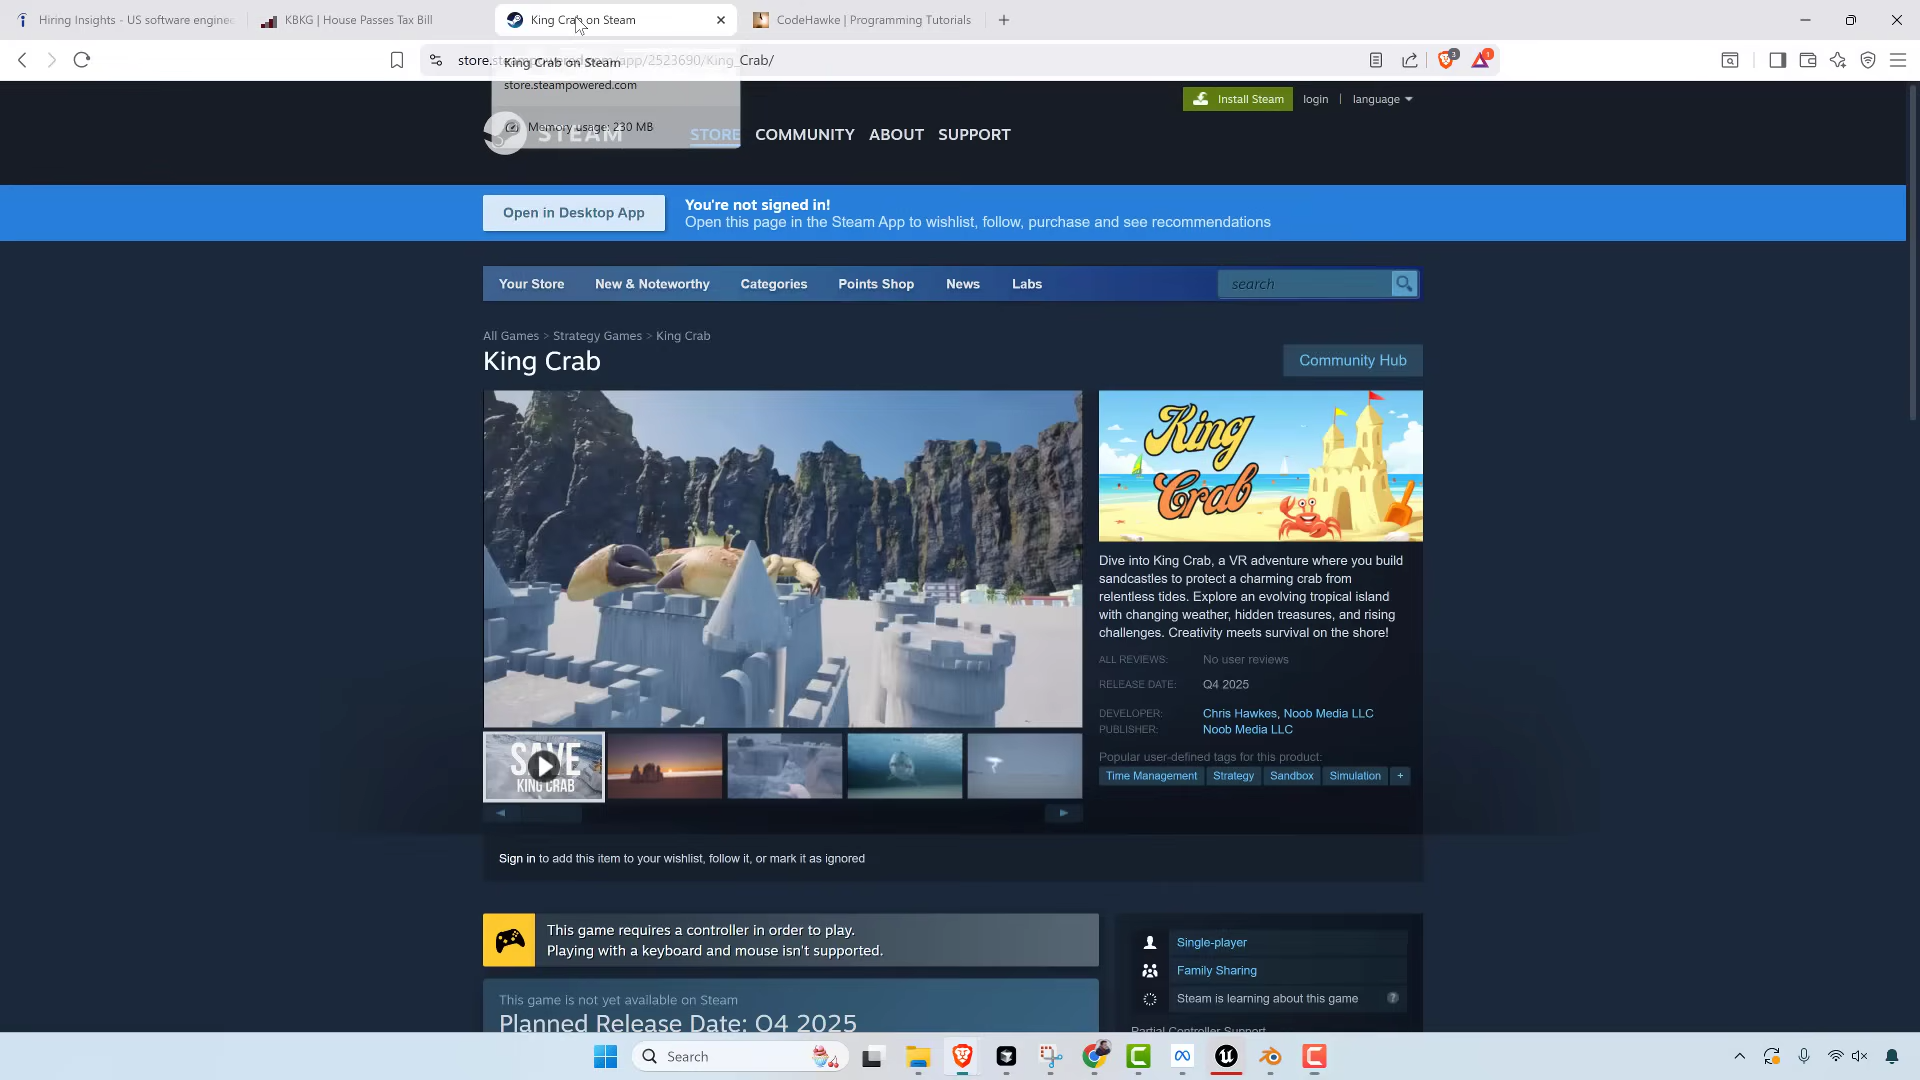 Hiring Insights - US software enginee
KBKG | House Passes Tax Bill
King Crab on Steam
CodeHawke | Programming Tutorials
King Crab on Steam
store.steampowered.com
Memory usage: 230 MB
store.steampowered.com/app/2523690/King_Crab/
3
1
Install Steam
login
|
language
STEAM
STORE
COMMUNITY
ABOUT
SUPPORT
Open in Desktop App
You're not signed in!
Open this page in the Steam App to wishlist, follow, purchase and see recommendations
Your Store
New & Noteworthy
Categories
Points Shop
News
Labs
search
All Games > Strategy Games > King Crab
King Crab
Community Hub
King
Crab
Dive into King Crab, a VR adventure where you build
sandcastles to protect a charming crab from
relentless tides. Explore an evolving tropical island
with changing weather, hidden treasures, and rising
challenges. Creativity meets survival on the shore!
ALL REVIEWS: No user reviews
RELEASE DATE: Q4 2025
DEVELOPER: Chris Hawkes, Noob Media LLC
PUBLISHER: Noob Media LLC
Popular user-defined tags for this product:
Time Management
Strategy
Sandbox
Simulation
+
SAVE
KING CRAB
Sign in to add this item to your wishlist, follow it, or mark it as ignored
This game requires a controller in order to play.
Playing with a keyboard and mouse isn't supported.
This game is not yet available on Steam
Planned Release Date: Q4 2025
Single-player
Family Sharing
Steam is learning about this game
?
Partial Controller Support
Search